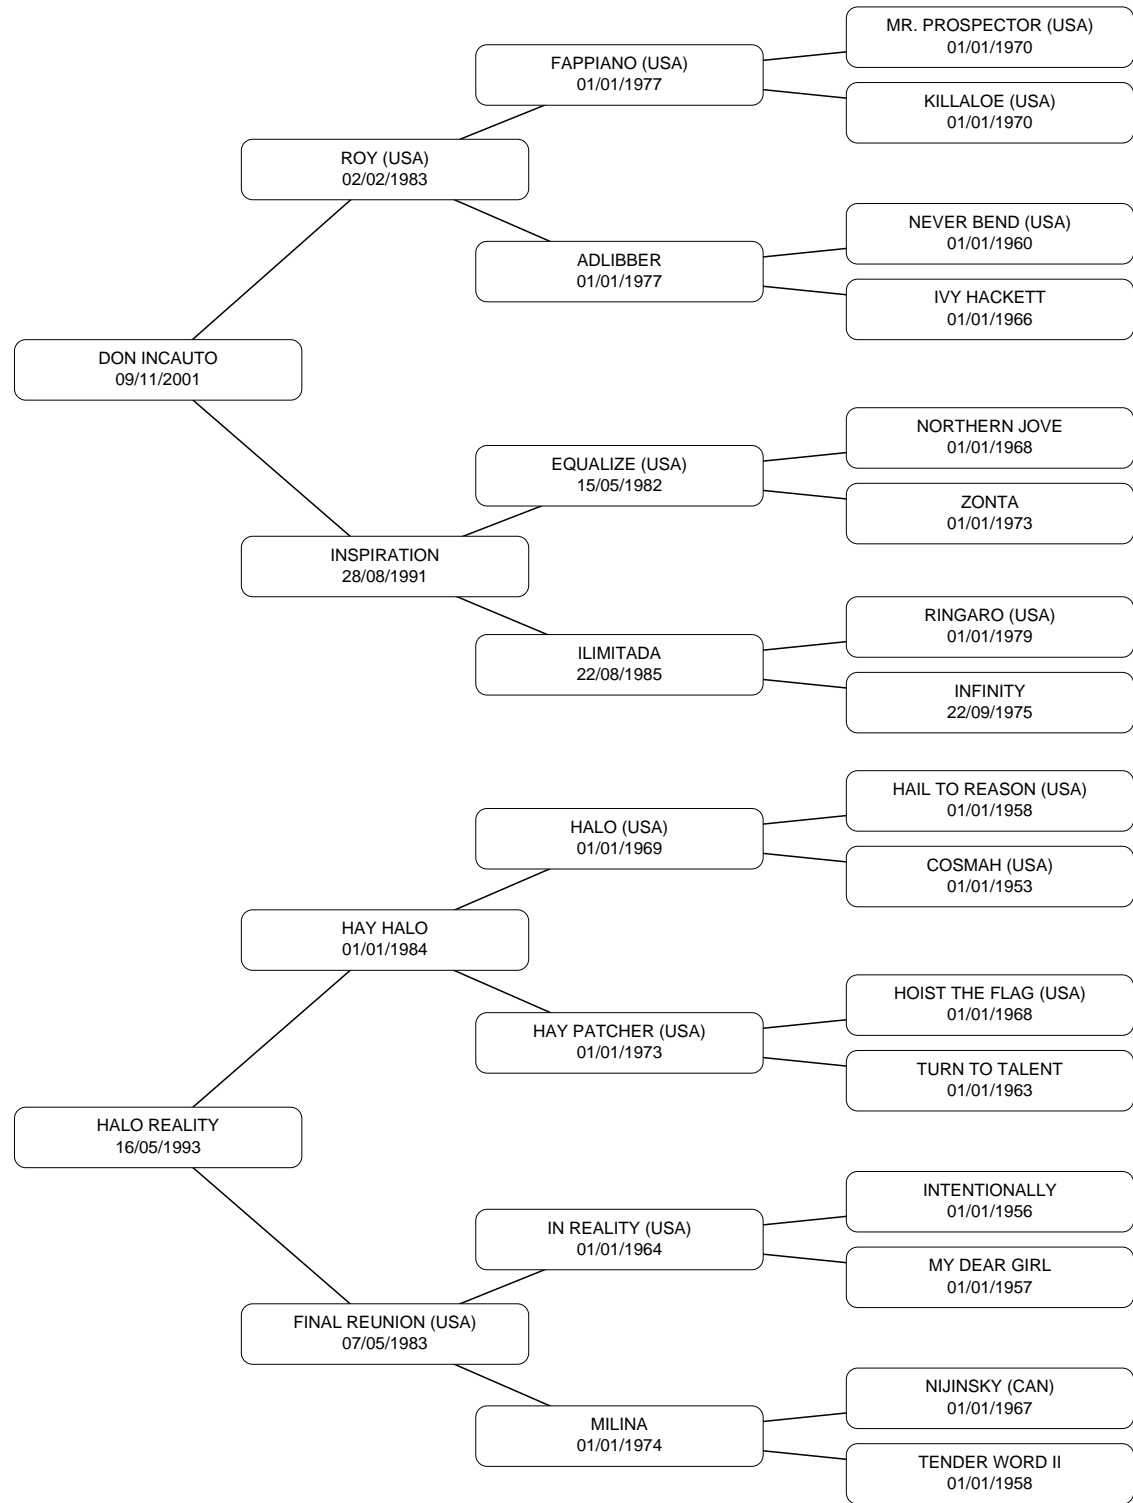 MR. PROSPECTOR (USA)
01/01/1970
FAPPIANO (USA)
01/01/1977
KILLALOE (USA)
01/01/1970
ROY (USA)
02/02/1983
NEVER BEND (USA)
01/01/1960
ADLIBBER
01/01/1977
IVY HACKETT
01/01/1966
DON INCAUTO
09/11/2001
NORTHERN JOVE
01/01/1968
EQUALIZE (USA)
15/05/1982
ZONTA
01/01/1973
INSPIRATION
28/08/1991
RINGARO (USA)
01/01/1979
ILIMITADA
22/08/1985
INFINITY
22/09/1975
HAIL TO REASON (USA)
01/01/1958
HALO (USA)
01/01/1969
COSMAH (USA)
01/01/1953
HAY HALO
01/01/1984
HOIST THE FLAG (USA)
01/01/1968
HAY PATCHER (USA)
01/01/1973
TURN TO TALENT
01/01/1963
HALO REALITY
16/05/1993
INTENTIONALLY
01/01/1956
IN REALITY (USA)
01/01/1964
MY DEAR GIRL
01/01/1957
FINAL REUNION (USA)
07/05/1983
NIJINSKY (CAN)
01/01/1967
MILINA
01/01/1974
TENDER WORD II
01/01/1958